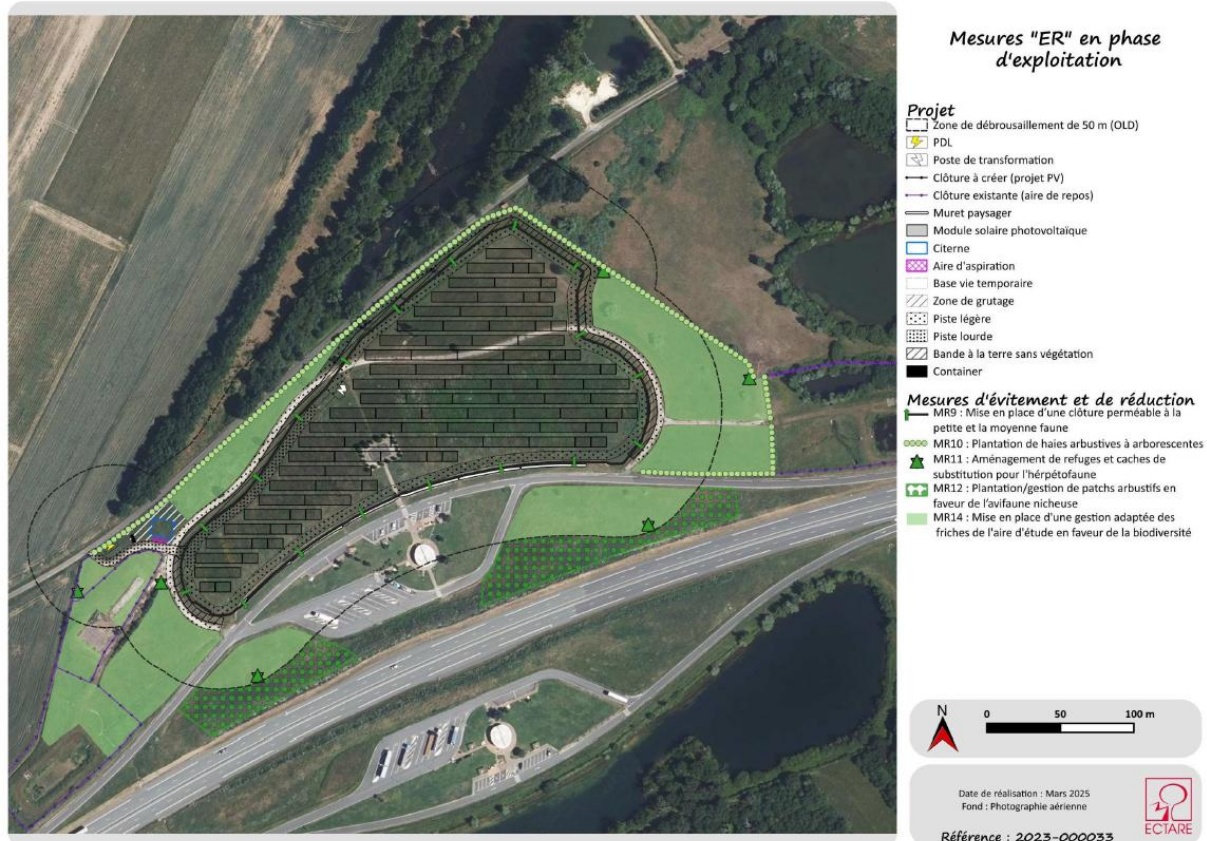 Mesures "ER" en phase
d'exploitation
Projet
Zone de débrousaillement de 50 m (OLD)
PDL
Poste de transformation
Clôture à créer (projet PV)
Clôture existante (aire de repos)
Muret paysager
Module solaire photovoltaïque
Citerne
Aire d'aspiration
Base vie temporaire
Zone de grutage
Piste légère
Piste lourde
Bande à la terre sans végétation
Container
Mesures d'évitement et de réduction
MR9 : Mise en place d'une clôture perméable à la
petite et la moyenne faune
MR10 : Plantation de haies arbustives à arborescentes
MR11 : Aménagement de refuges et caches de
substitution pour l'hérpétofaune
MR12 : Plantation/gestion de patchs arbustifs en
faveur de l'avifaune nicheuse
MR14 : Mise en place d'une gestion adaptée des
friches de l'aire d'étude en faveur de la biodiversité
N
0 50 100 m
Date de réalisation : Mars 2025
Fond : Photographie aérienne
Référence : 2023-000033
ECTARE